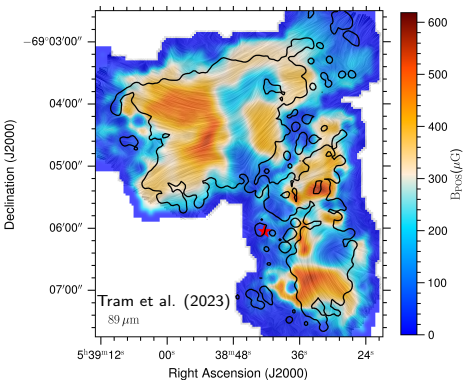 600
−69°03′00″
500
04′00″
400
05′00″
300
06′00″
200
07′00″
100
0
Declination (J2000)
B_POS(μG)
Tram et al. (2023)
89 μm
5ʰ39ᵐ12ˢ 00ˢ 38ᵐ48ˢ 36ˢ 24ˢ
Right Ascension (J2000)